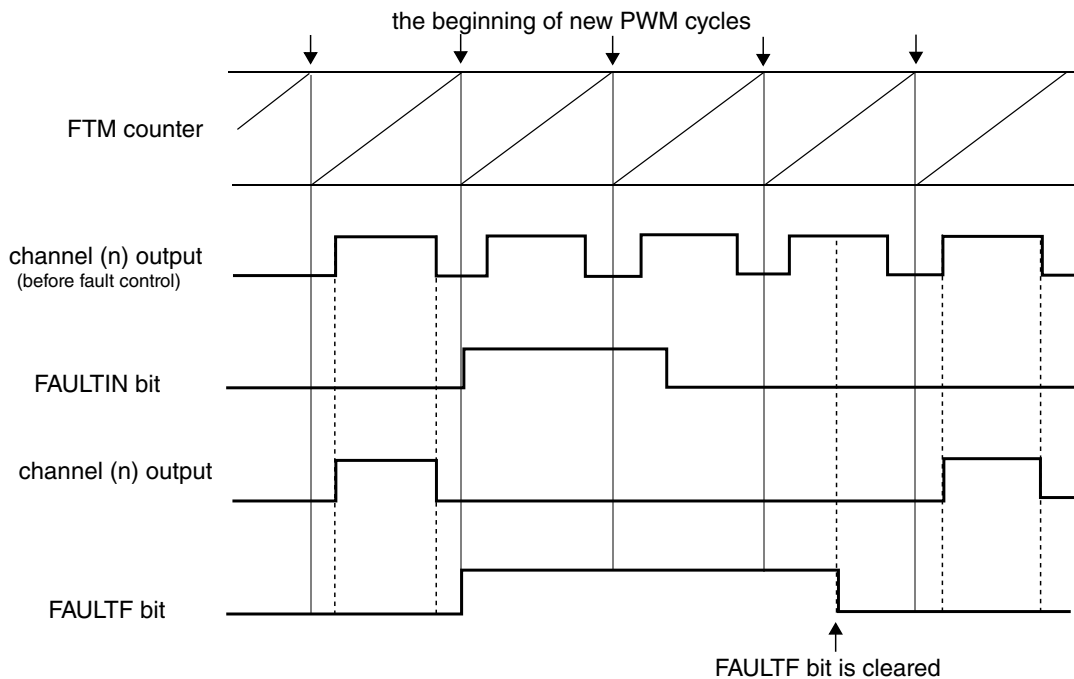 the beginning of new PWM cycles
FTM counter
channel (n) output
(before fault control)
FAULTIN bit
channel (n) output
FAULTF bit
FAULTF bit is cleared